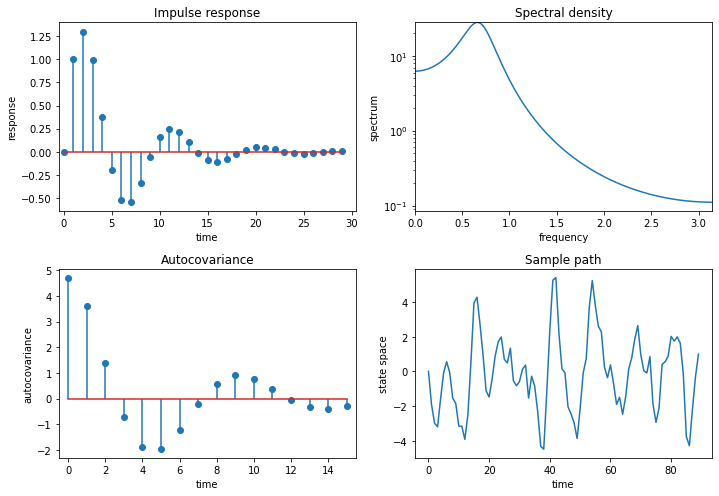 Impulse response
response
1.25
1.00
0.75
0.50
0.25
0.00
−0.25
−0.50
0 5 10 15 20 25 30
time
Spectral density
spectrum
10^1
10^0
10^−1
0.0 0.5 1.0 1.5 2.0 2.5 3.0
frequency
Autocovariance
autocovariance
5
4
3
2
1
0
−1
−2
0 2 4 6 8 10 12 14
time
Sample path
state space
4
2
0
−2
−4
0 20 40 60 80
time